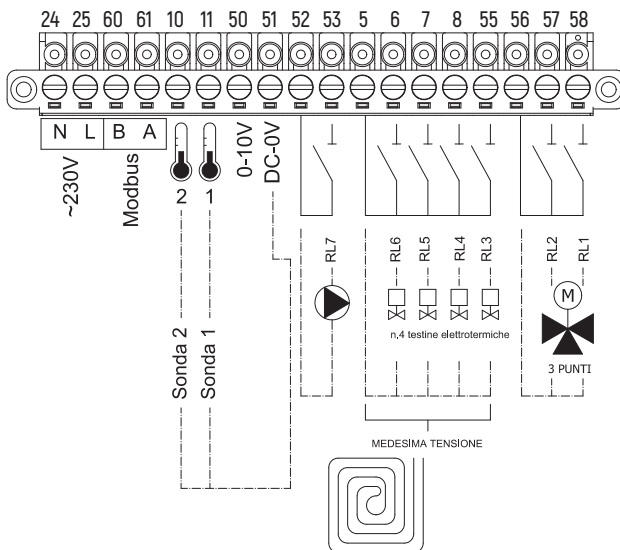 24 25 60 61 10 11 50 51 52 53 5 6 7 8 55 56 57 58
N L B A
~230V
Modbus
2 1
0-10V
DC-0V
RL7
RL6 RL5 RL4 RL3
RL2 RL1
M
n,4 testine elettrotermiche
3 PUNTI
Sonda 2
Sonda 1
MEDESIMA TENSIONE